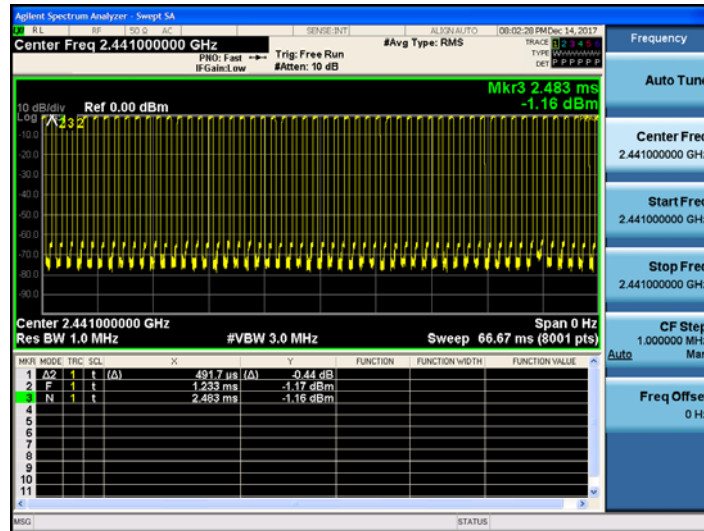 Agilent Spectrum Analyzer - Swept SA
RL RF 50 Ω AC SENSE:INT ALIGNAUTO 08:02:28 PM Dec 14, 2017
Center Freq 2.441000000 GHz #Avg Type: RMS TRACE 1 2 3 4 5 6
PNO: Fast Trig: Free Run TYPE
IFGain:Low #Atten: 10 dB DET P P P P P P
Mkr3 2.483 ms
-1.16 dBm
10 dB/div Ref 0.00 dBm
Log
232
-10.0
-20.0
-30.0
-40.0
-50.0
-60.0
-70.0
-80.0
-90.0
Center 2.441000000 GHz Span 0 Hz
Res BW 1.0 MHz #VBW 3.0 MHz Sweep 66.67 ms (8001 pts)
MKR MODE TRC SCL X Y FUNCTION FUNCTION WIDTH FUNCTION VALUE
1 Δ2 1 t (Δ) 491.7 µs (Δ) -0.44 dB
2 F 1 t 1.233 ms -1.17 dBm
3 N 1 t 2.483 ms -1.16 dBm
4
5
6
7
8
9
10
11
MSG STATUS
Frequency
Auto Tune
Center Freq
2.441000000 GHz
Start Freq
2.441000000 GHz
Stop Freq
2.441000000 GHz
CF Step
1.000000 MHz
Auto Man
Freq Offset
0 Hz